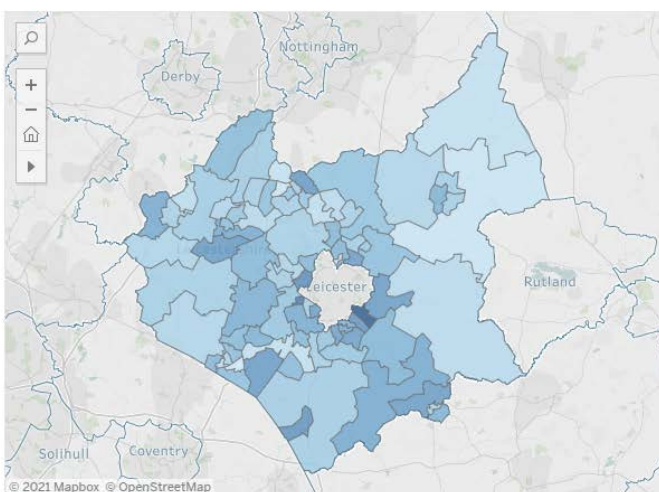 Nottingham
Derby
Leicester
Rutland
Solihull
Coventry
© 2021 Mapbox © OpenStreetMap